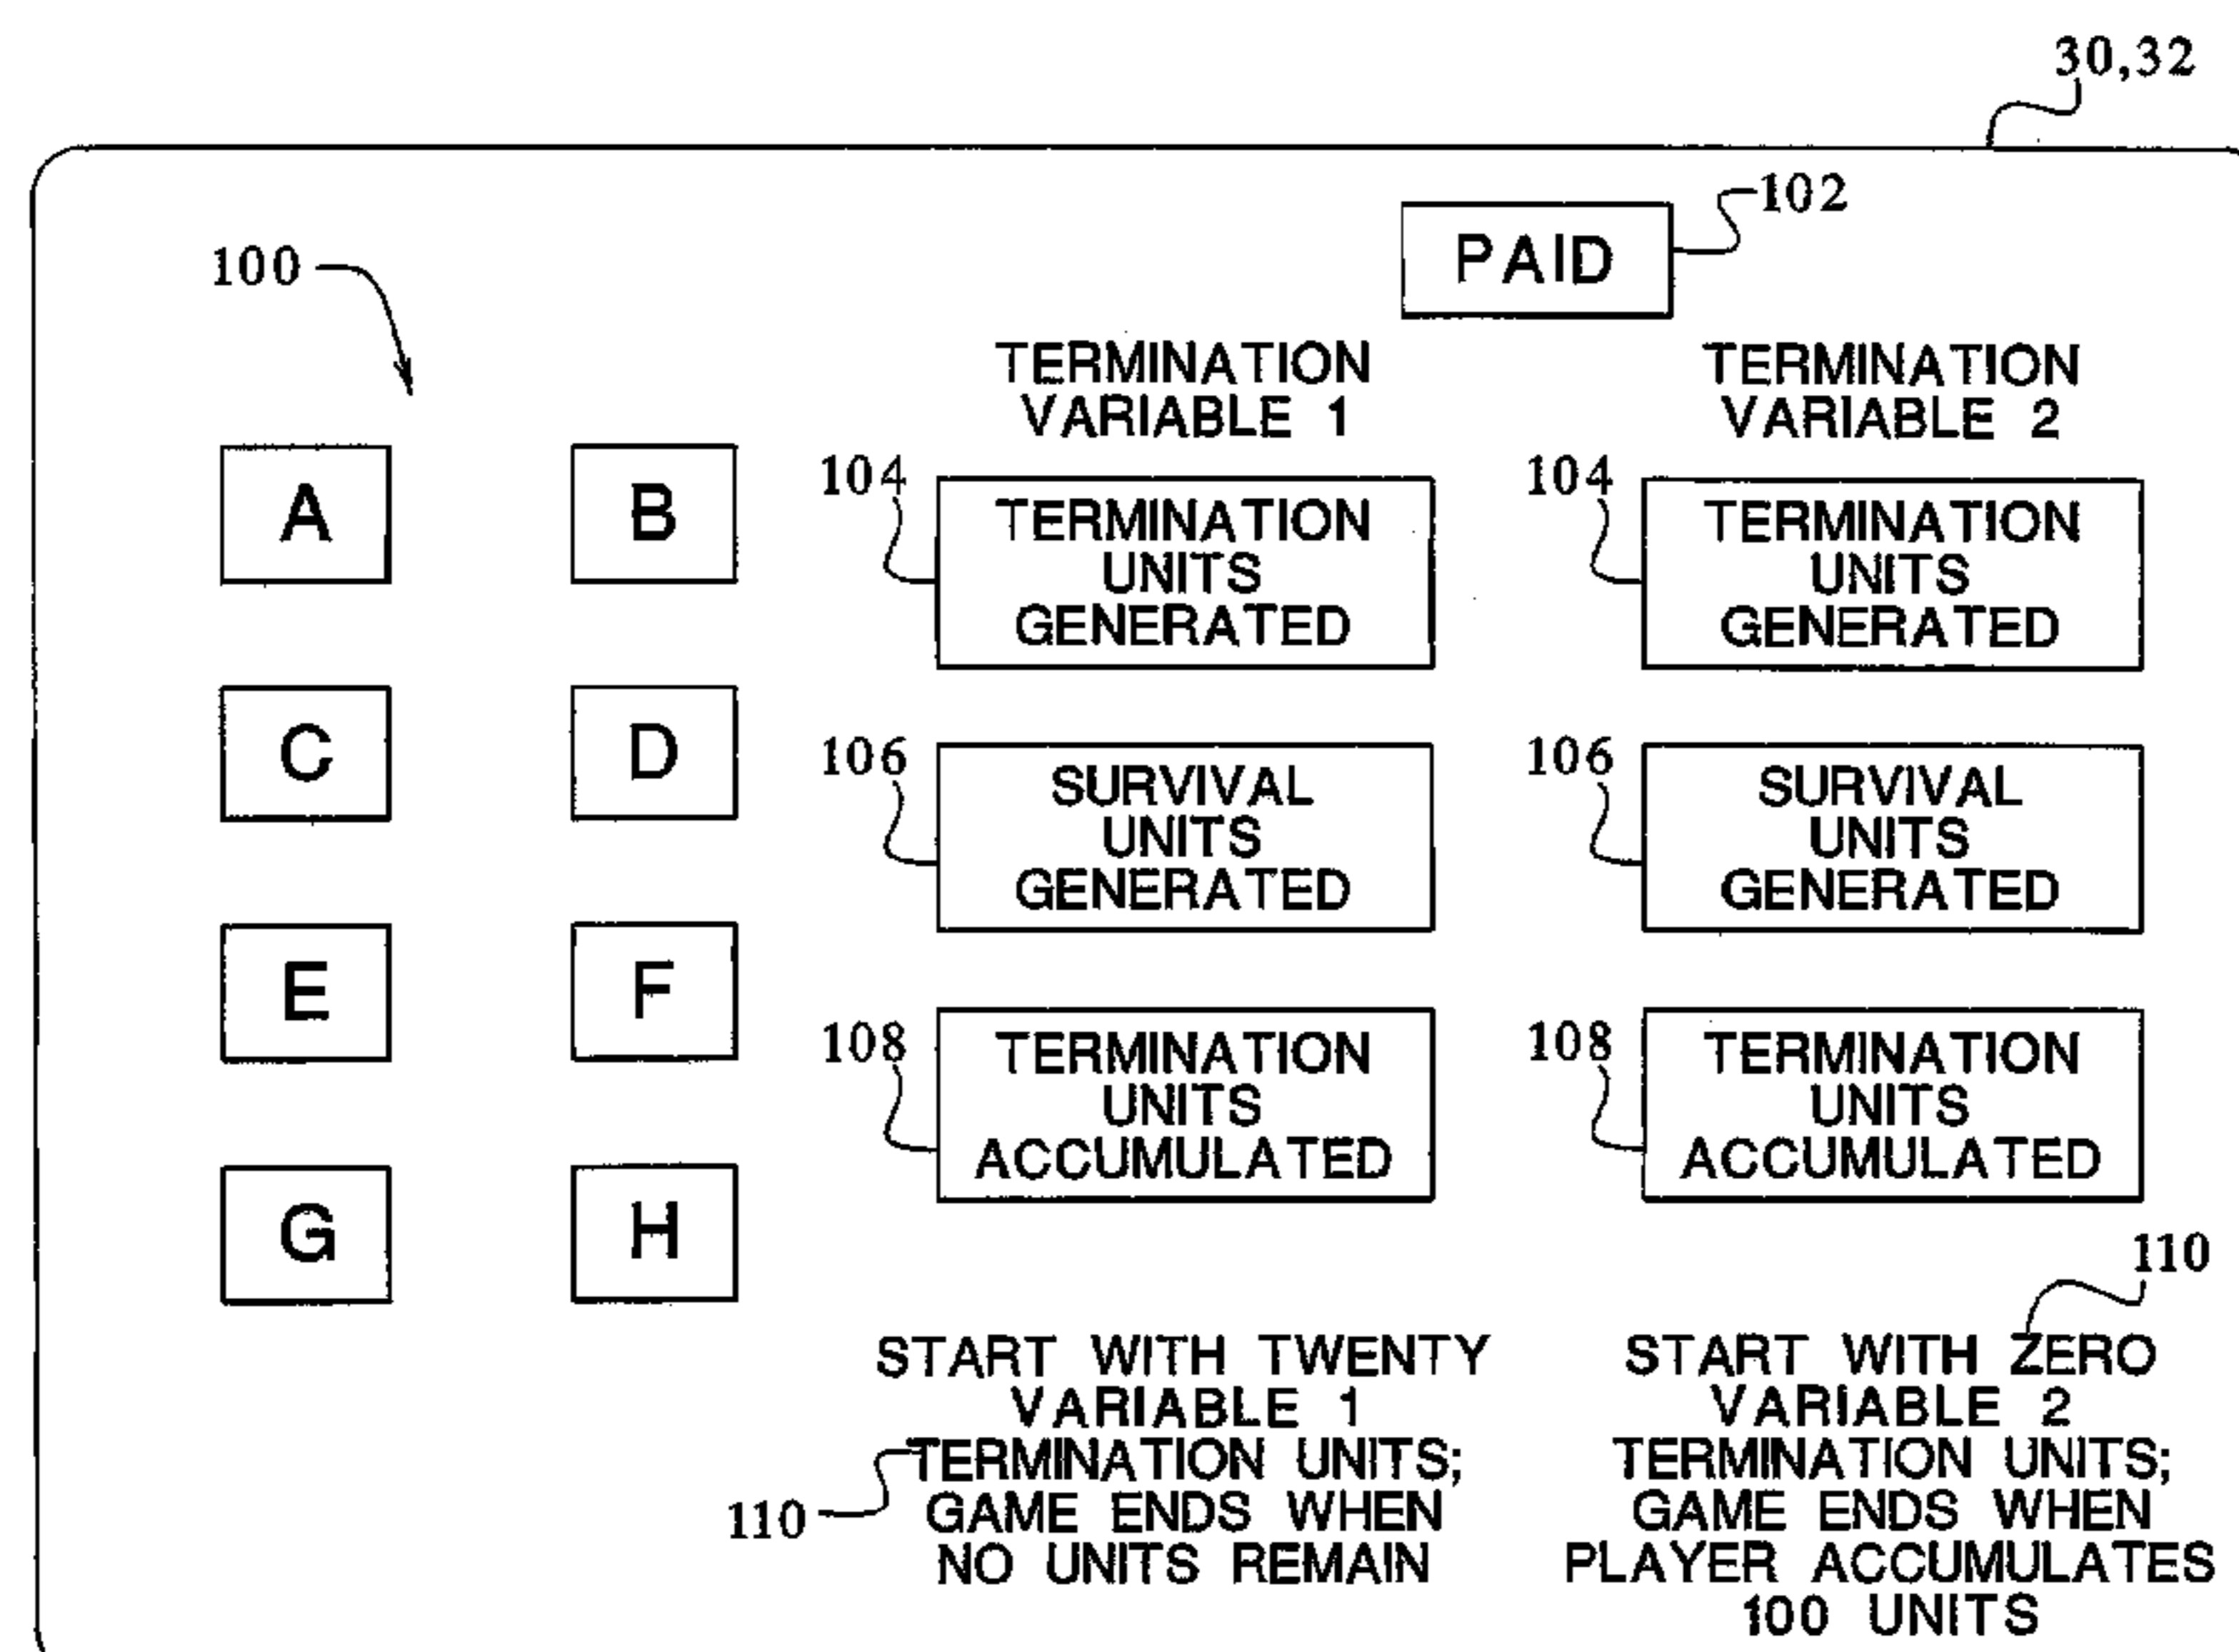 30,32
102
PAID
100
TERMINATION
VARIABLE 1
TERMINATION
VARIABLE 2
A
B
104
TERMINATION
UNITS
GENERATED
104
TERMINATION
UNITS
GENERATED
C
D
106
SURVIVAL
UNITS
GENERATED
106
SURVIVAL
UNITS
GENERATED
E
F
108
TERMINATION
UNITS
ACCUMULATED
108
TERMINATION
UNITS
ACCUMULATED
G
H
110
START WITH TWENTY
VARIABLE 1
TERMINATION UNITS;
GAME ENDS WHEN
NO UNITS REMAIN
110
START WITH ZERO
VARIABLE 2
TERMINATION UNITS;
GAME ENDS WHEN
PLAYER ACCUMULATES
100 UNITS